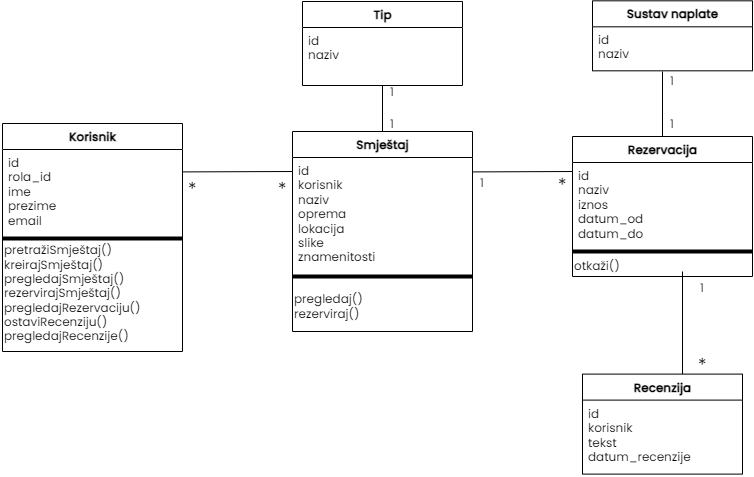 Tip
id
naziv
1
1
Sustav naplate
id
naziv
1
1
Korisnik
id
rola_id
ime
prezime
email
pretražiSmještaj()
kreirajSmještaj()
pregledajSmještaj()
rezervirajSmještaj()
pregledajRezervaciju()
ostaviRecenziju()
pregledajRecenzije()
*
*
Smještaj
id
korisnik
naziv
oprema
lokacija
slike
znamenitosti
pregledaj()
rezerviraj()
1
*
Rezervacija
id
naziv
iznos
datum_od
datum_do
otkaži()
1
*
Recenzija
id
korisnik
tekst
datum_recenzije